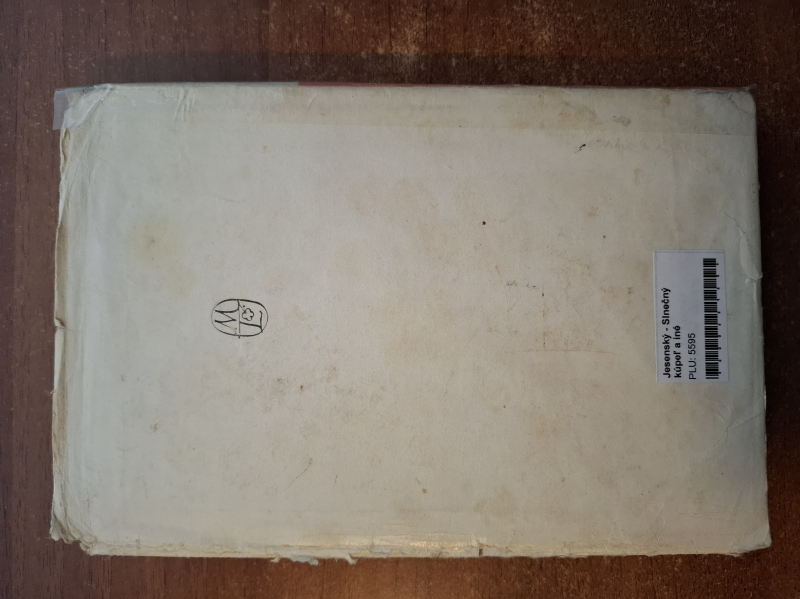 Jesenský - Slnečný
kúpeľ a iné
PLU: 5595